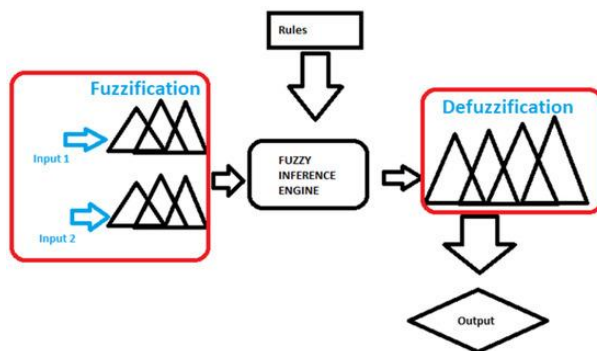 Rules
Fuzzification
Input 1
Input 2
FUZZY
INFERENCE
ENGINE
Defuzzification
Output